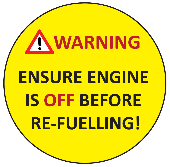 WARNING
ENSURE ENGINE
IS OFF BEFORE
RE-FUELLING!